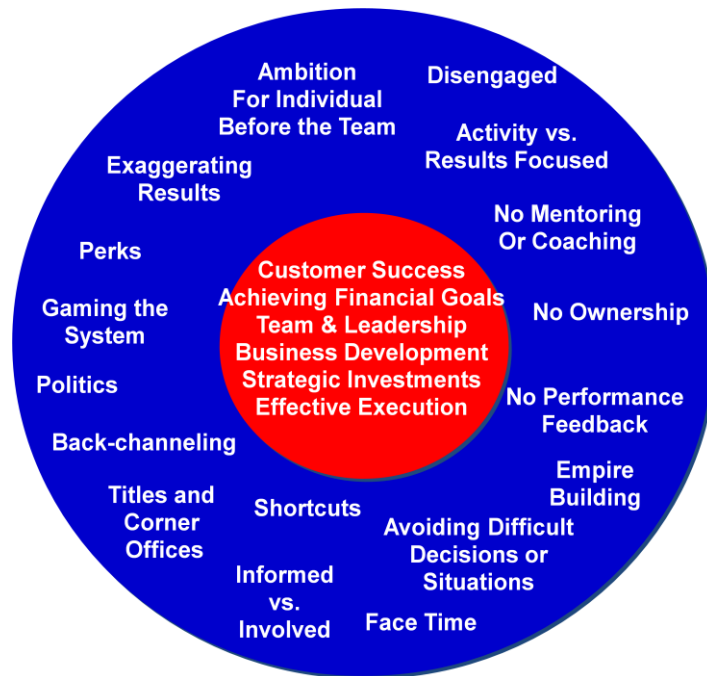 Ambition
For Individual
Before the Team
Disengaged
Activity vs.
Results Focused
Exaggerating
Results
No Mentoring
Or Coaching
Perks
Customer Success
Achieving Financial Goals
Team & Leadership
Business Development
Strategic Investments
Effective Execution
Gaming the
System
No Ownership
Politics
No Performance
Feedback
Back-channeling
Empire
Building
Titles and
Corner
Offices
Shortcuts
Avoiding Difficult
Decisions or
Situations
Informed
vs.
Involved
Face Time